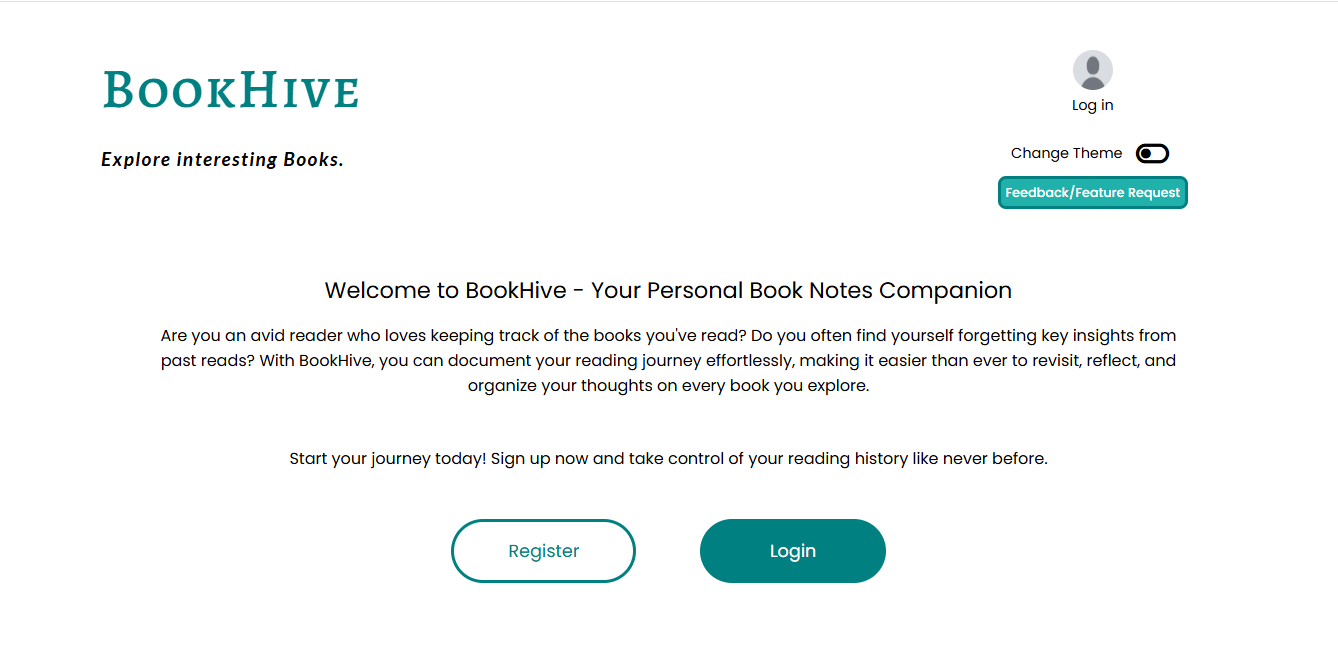 BookHive
Log in
Explore interesting Books.
Change Theme
Feedback/Feature Request
Welcome to BookHive - Your Personal Book Notes Companion
Are you an avid reader who loves keeping track of the books you've read? Do you often find yourself forgetting key insights from
past reads? With BookHive, you can document your reading journey effortlessly, making it easier than ever to revisit, reflect, and
organize your thoughts on every book you explore.
Start your journey today! Sign up now and take control of your reading history like never before.
Register
Login